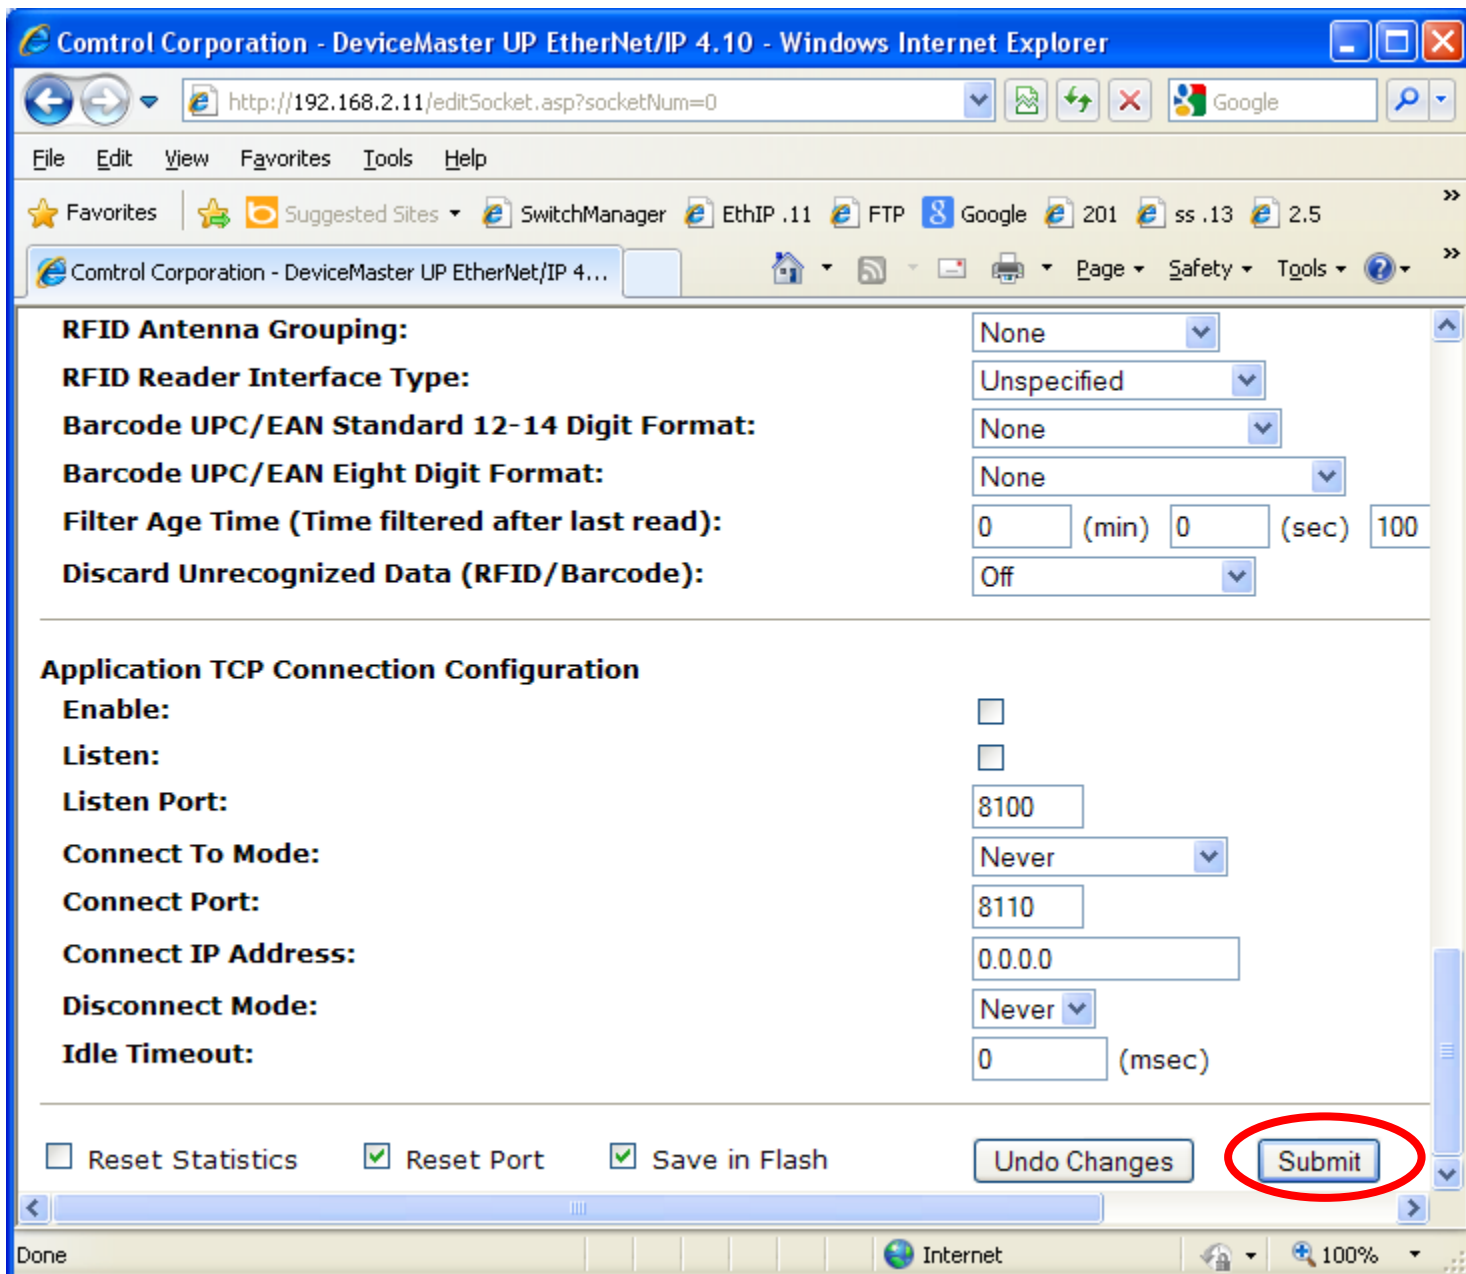 Comtrol Corporation - DeviceMaster UP EtherNet/IP 4.10 - Windows Internet Explorer
http://192.168.2.11/editSocket.asp?socketNum=0 Google
File Edit View Favorites Tools Help
Favorites Suggested Sites SwitchManager EthIP .11 FTP 8 Google 201 ss .13 2.5 »
Comtrol Corporation - DeviceMaster UP EtherNet/IP 4... Page Safety Tools »
RFID Antenna Grouping: None
RFID Reader Interface Type: Unspecified
Barcode UPC/EAN Standard 12-14 Digit Format: None
Barcode UPC/EAN Eight Digit Format: None
Filter Age Time (Time filtered after last read): 0 (min) 0 (sec) 100
Discard Unrecognized Data (RFID/Barcode): Off
Application TCP Connection Configuration
Enable:
Listen:
Listen Port: 8100
Connect To Mode: Never
Connect Port: 8110
Connect IP Address: 0.0.0.0
Disconnect Mode: Never
Idle Timeout: 0 (msec)
Reset Statistics Reset Port Save in Flash Undo Changes Submit
Done Internet 100%